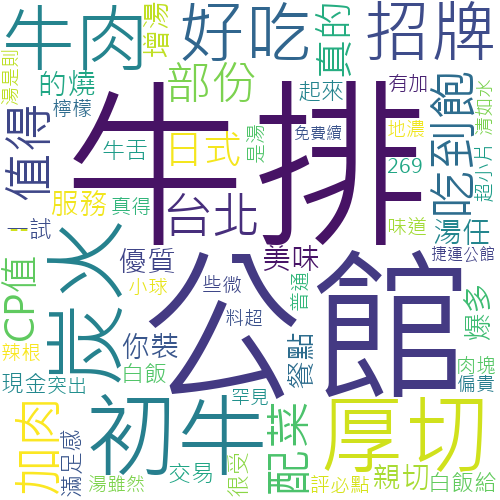 牛肉
增湯
好吃
真的
招牌
湯是則
的燒
部份
起來
有加
清如水
檸檬
值得
牛排
吃到飽
超小片
牛舌
日式
是湯
免費續
地濃
269
一試
服務
真得
台北
味道
湯任
炭火
公館
捷運公館
優質
美味
些微
普通
小球
CP值
料超
爆多
辣根
你裝
餐點
肉塊
偏貴
現金
突出
白飯
罕見
加肉
初牛
配菜
厚切
滿足感
湯雖然
交易
很受
評必點
親切
白飯給